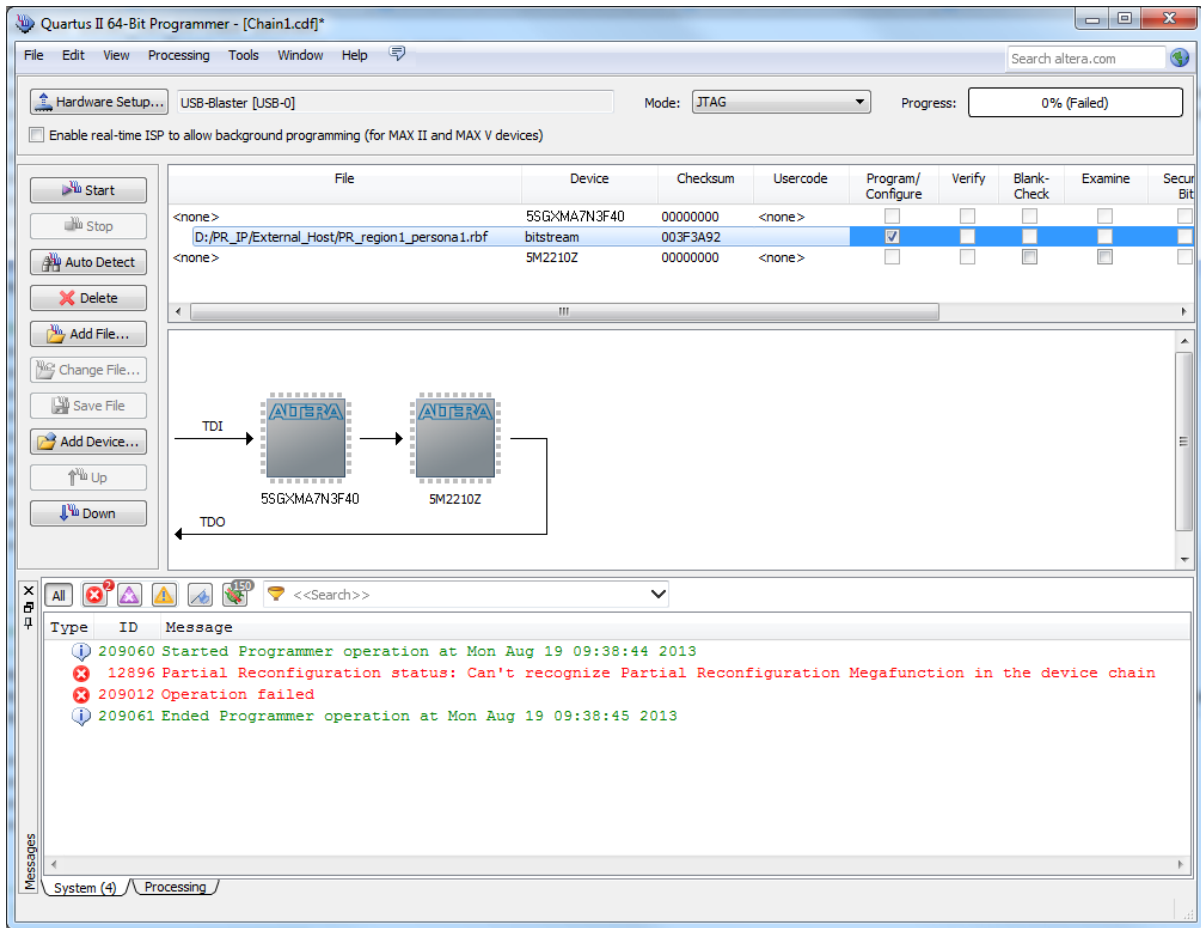 Quartus II 64-Bit Programmer - [Chain1.cdf]*
File Edit View Processing Tools Window Help
Search altera.com
Hardware Setup... USB-Blaster [USB-0] Mode: JTAG Progress: 0% (Failed)
Enable real-time ISP to allow background programming (for MAX II and MAX V devices)
Start
Stop
Auto Detect
Delete
Add File...
Change File...
Save File
Add Device...
Up
Down
File Device Checksum Usercode Program/ Configure Verify Blank- Check Examine Secur Bit
<none> 5SGXMA7N3F40 00000000 <none>
D:/PR_IP/External_Host/PR_region1_persona1.rbf bitstream 003F3A92
<none> 5M2210Z 00000000 <none>
TDI
ALTERA ALTERA
5SGXMA7N3F40 5M2210Z
TDO
All 2 150 <<Search>>
Type ID Message
209060 Started Programmer operation at Mon Aug 19 09:38:44 2013
12896 Partial Reconfiguration status: Can't recognize Partial Reconfiguration Megafunction in the device chain
209012 Operation failed
209061 Ended Programmer operation at Mon Aug 19 09:38:45 2013
Messages
System (4) Processing